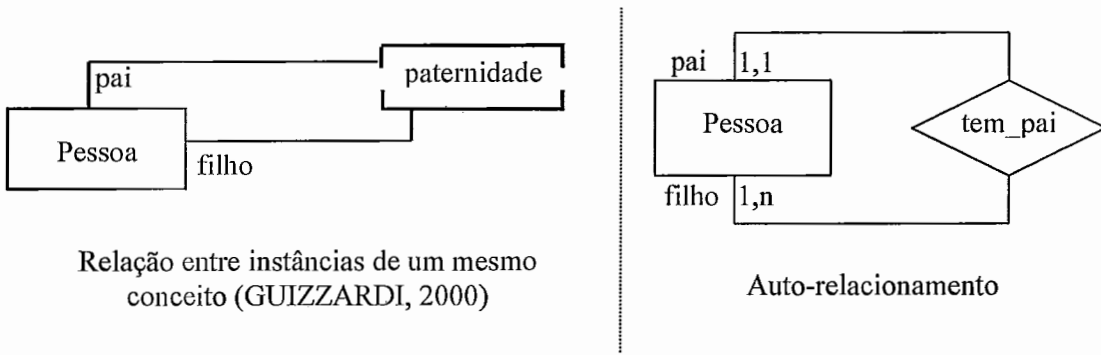 pai
paternidade
Pessoa
filho
Relação entre instâncias de um mesmo
conceito (GUIZZARDI, 2000)
pai 1,1
Pessoa
tem_pai
filho 1,n
Auto-relacionamento